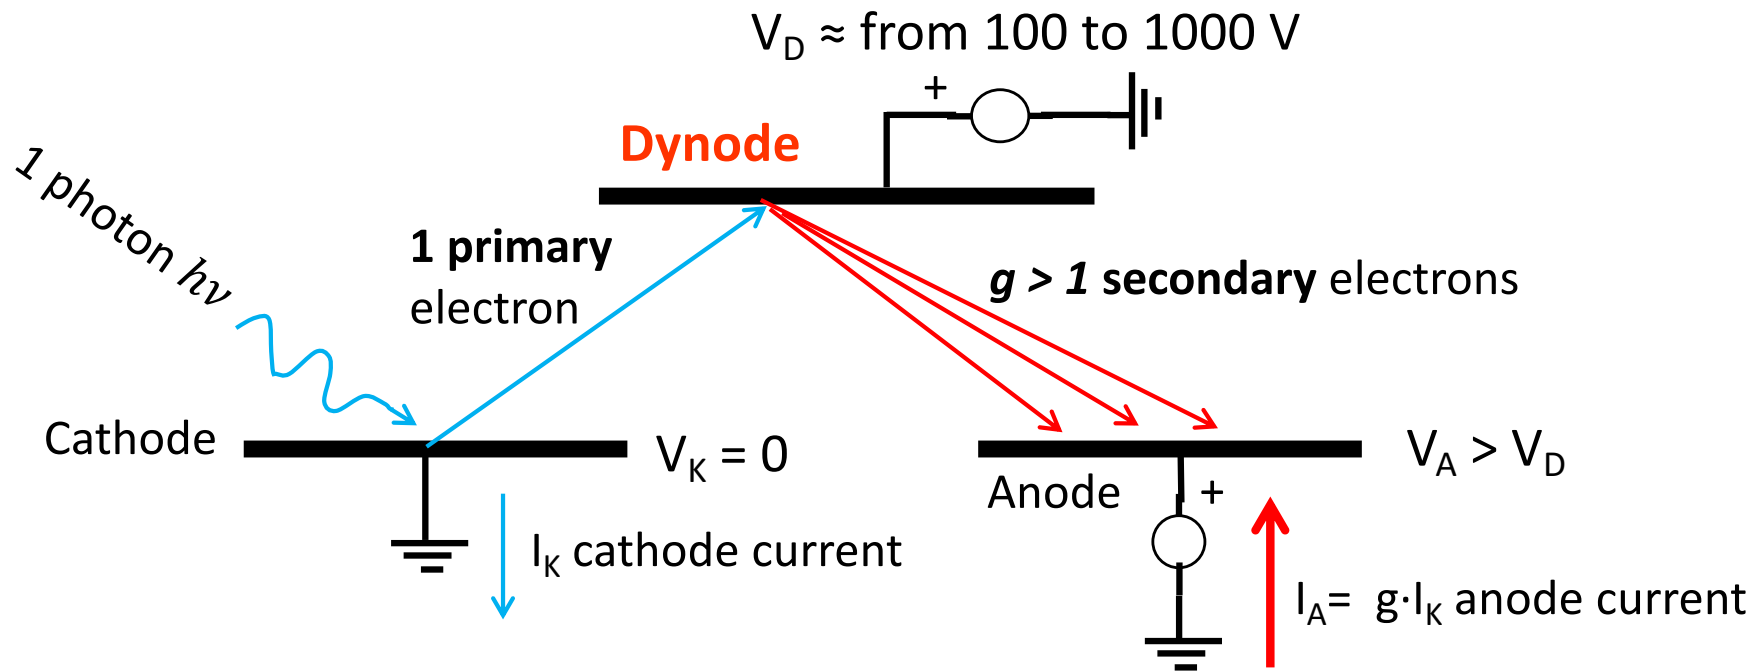 V_D ≈ from 100 to 1000 V
+
Dynode
1 photon hν
1 primary
electron
g > 1 secondary electrons
Cathode
V_K = 0
V_A > V_D
Anode
+
I_K cathode current
I_A= g·I_K anode current